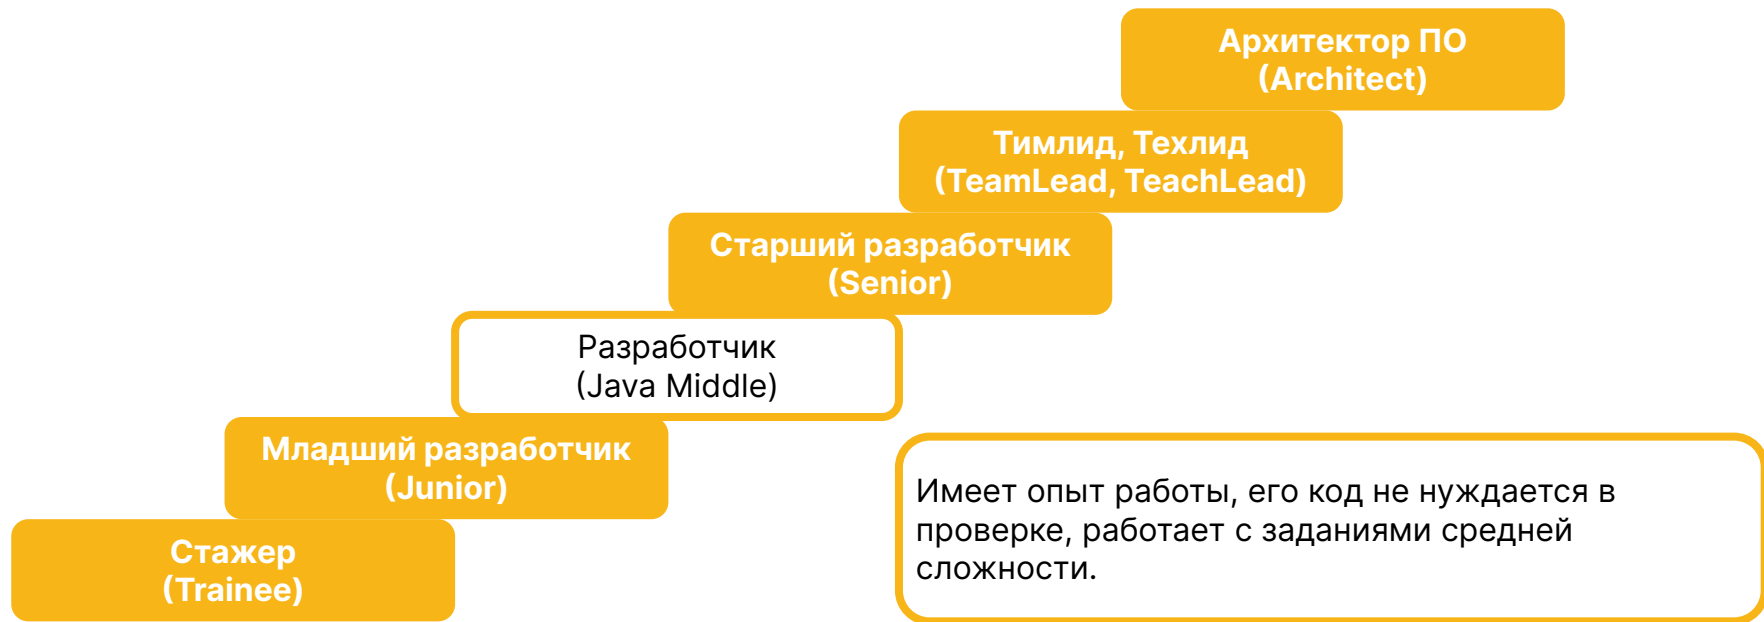 Архитектор ПО
(Architect)
Тимлид, Техлид
(TeamLead, TeachLead)
Старший разработчик
(Senior)
Разработчик
(Java Middle)
Младший разработчик
(Junior)
Стажер
(Trainee)
Имеет опыт работы, его код не нуждается в
проверке, работает с заданиями средней
сложности.